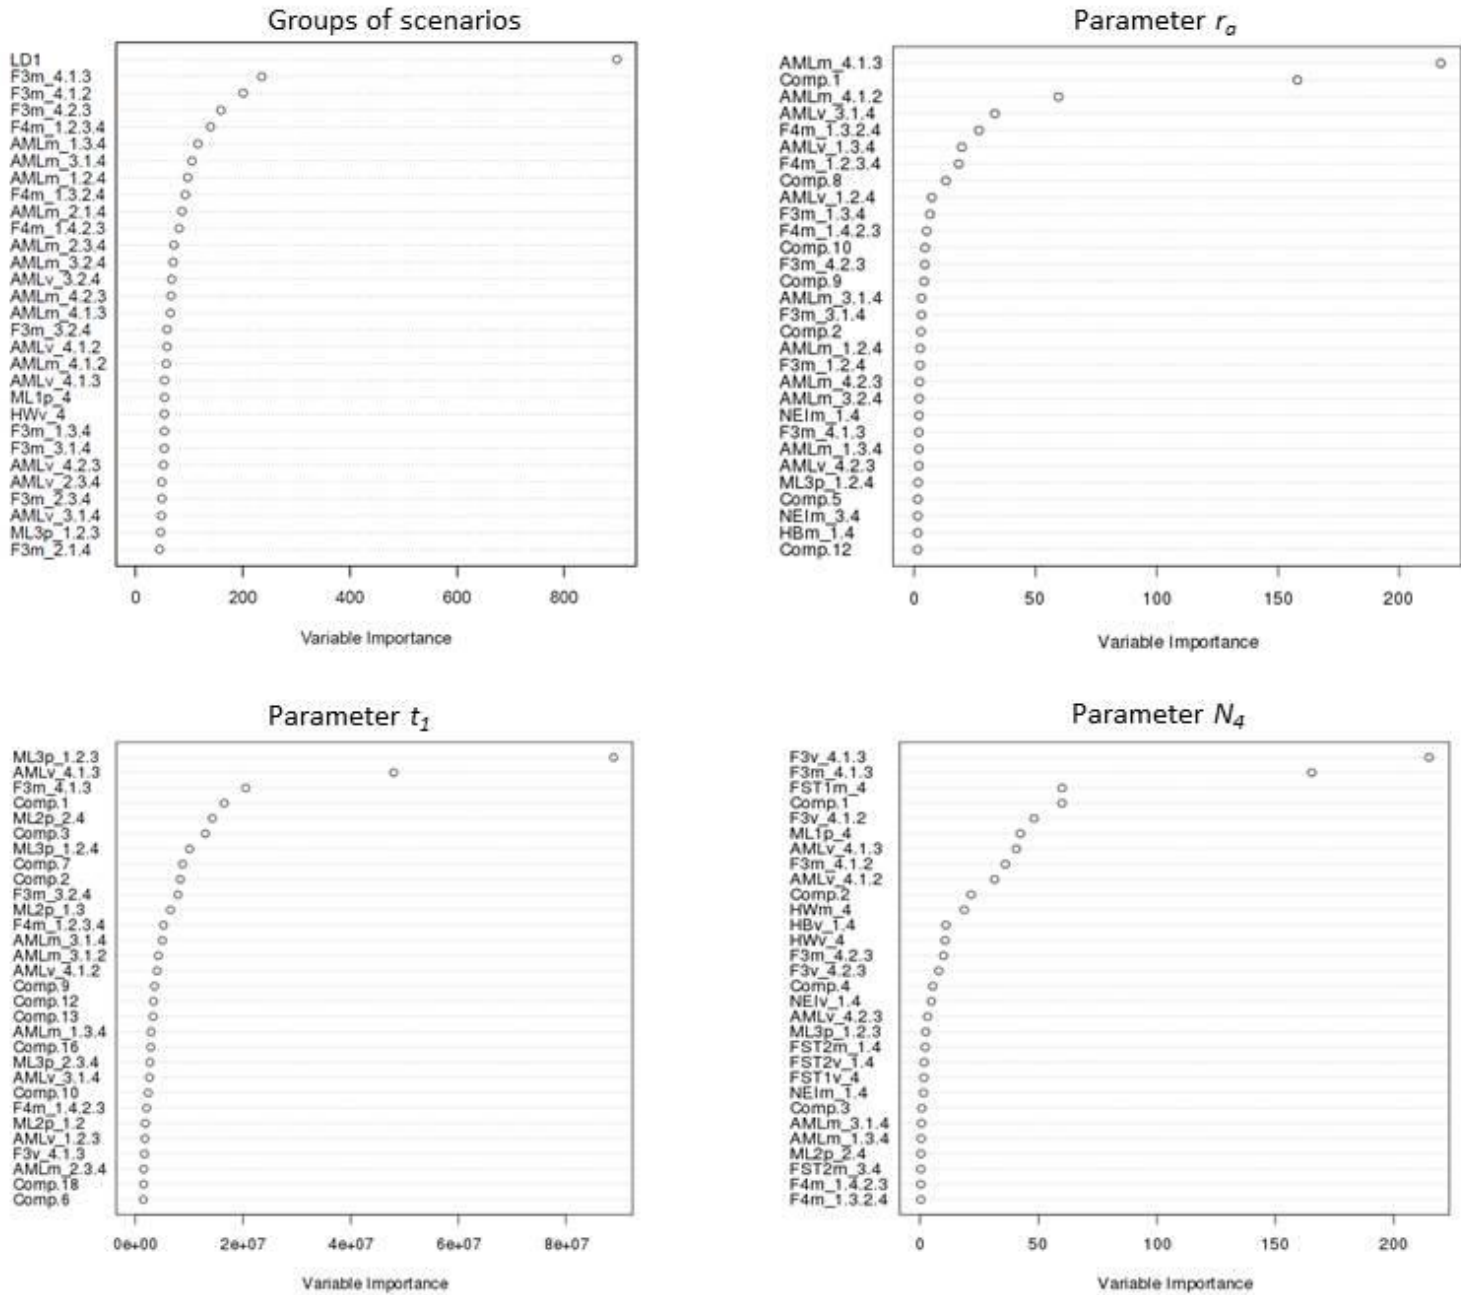 Groups of scenarios
LD1
F3m_4.1.3
F3m_4.1.2
F3m_4.2.3
F4m_1.2.3.4
AMLm_1.3.4
AMLm_3.1.4
AMLm_1.2.4
F4m_1.3.2.4
AMLm_2.1.4
F4m_1.4.2.3
AMLm_2.3.4
AMLm_3.2.4
AMLv_3.2.4
AMLm_4.2.3
AMLm_4.1.3
F3m_3.2.4
AMLv_4.1.2
AMLm_4.1.2
AMLv_4.1.3
ML1p_4
HWv_4
F3m_1.3.4
F3m_3.1.4
AMLv_4.2.3
AMLv_2.3.4
F3m_2.3.4
AMLv_3.1.4
ML3p_1.2.3
F3m_2.1.4
0 200 400 600 800
Variable Importance
Parameter ra
AMLm_4.1.3
Comp.1
AMLm_4.1.2
AMLv_3.1.4
F4m_1.3.2.4
AMLv_1.3.4
F4m_1.2.3.4
Comp.8
AMLv_1.2.4
F3m_1.3.4
F4m_1.4.2.3
Comp.10
F3m_4.2.3
Comp.9
AMLm_3.1.4
F3m_3.1.4
Comp.2
AMLm_1.2.4
F3m_1.2.4
AMLm_4.2.3
AMLm_3.2.4
NEIm_1.4
F3m_4.1.3
AMLm_1.3.4
AMLv_4.2.3
ML3p_1.2.4
Comp.5
NEIm_3.4
HBm_1.4
Comp.12
0 50 100 150 200
Variable Importance
Parameter t1
ML3p_1.2.3
AMLv_4.1.3
F3m_4.1.3
Comp.1
ML2p_2.4
Comp.3
ML3p_1.2.4
Comp.7
Comp.2
F3m_3.2.4
ML2p_1.3
F4m_1.2.3.4
AMLm_3.1.4
AMLm_3.1.2
AMLv_4.1.2
Comp.9
Comp.12
Comp.13
AMLm_1.3.4
Comp.16
ML3p_2.3.4
AMLv_3.1.4
Comp.10
F4m_1.4.2.3
ML2p_1.2
AMLv_1.2.3
F3v_4.1.3
AMLm_2.3.4
Comp.18
Comp.6
0e+00 2e+07 4e+07 6e+07 8e+07
Variable Importance
Parameter N4
F3v_4.1.3
F3m_4.1.3
FST1m_4
Comp.1
F3v_4.1.2
ML1p_4
AMLv_4.1.3
F3m_4.1.2
AMLv_4.1.2
Comp.2
HWm_4
HBv_1.4
HWv_4
F3m_4.2.3
F3v_4.2.3
Comp.4
NEIv_1.4
AMLv_4.2.3
ML3p_1.2.3
FST2m_1.4
FST2v_1.4
FST1v_4
NEIm_1.4
Comp.3
AMLm_3.1.4
AMLm_1.3.4
ML2p_2.4
FST2m_3.4
F4m_1.4.2.3
F4m_1.3.2.4
0 50 100 150 200
Variable Importance